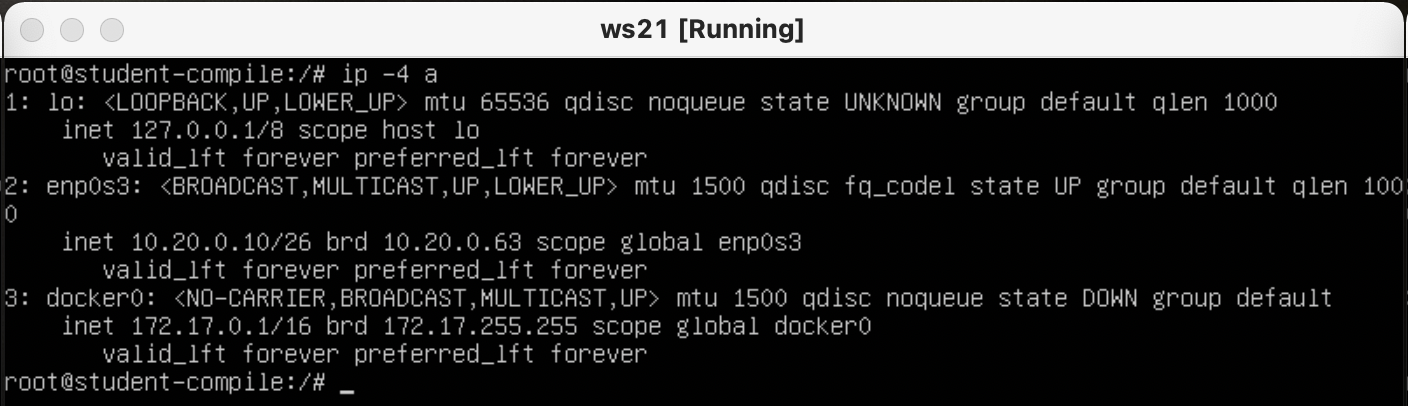 ws21 [Running]
root@student-compile:/# ip -4 a
1: lo: <LOOPBACK,UP,LOWER_UP> mtu 65536 qdisc noqueue state UNKNOWN group default qlen 1000
    inet 127.0.0.1/8 scope host lo
       valid_lft forever preferred_lft forever
2: enp0s3: <BROADCAST,MULTICAST,UP,LOWER_UP> mtu 1500 qdisc fq_codel state UP group default qlen 100
0
    inet 10.20.0.10/26 brd 10.20.0.63 scope global enp0s3
       valid_lft forever preferred_lft forever
3: docker0: <NO-CARRIER,BROADCAST,MULTICAST,UP> mtu 1500 qdisc noqueue state DOWN group default
    inet 172.17.0.1/16 brd 172.17.255.255 scope global docker0
       valid_lft forever preferred_lft forever
root@student-compile:/# _